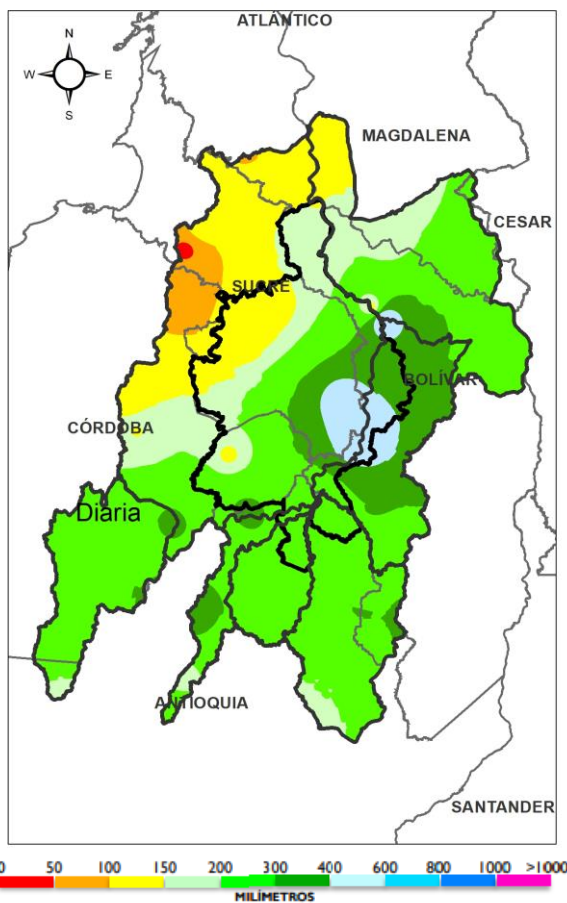 ATLÁNTICO
N
W E
S
MAGDALENA
CESAR
SUCRE
BOLÍVAR
CÓRDOBA
Diaria
ANTIOQUIA
SANTANDER
0 50 100 150 200 300 400 600 800 1000 >1000
MILÍMETROS